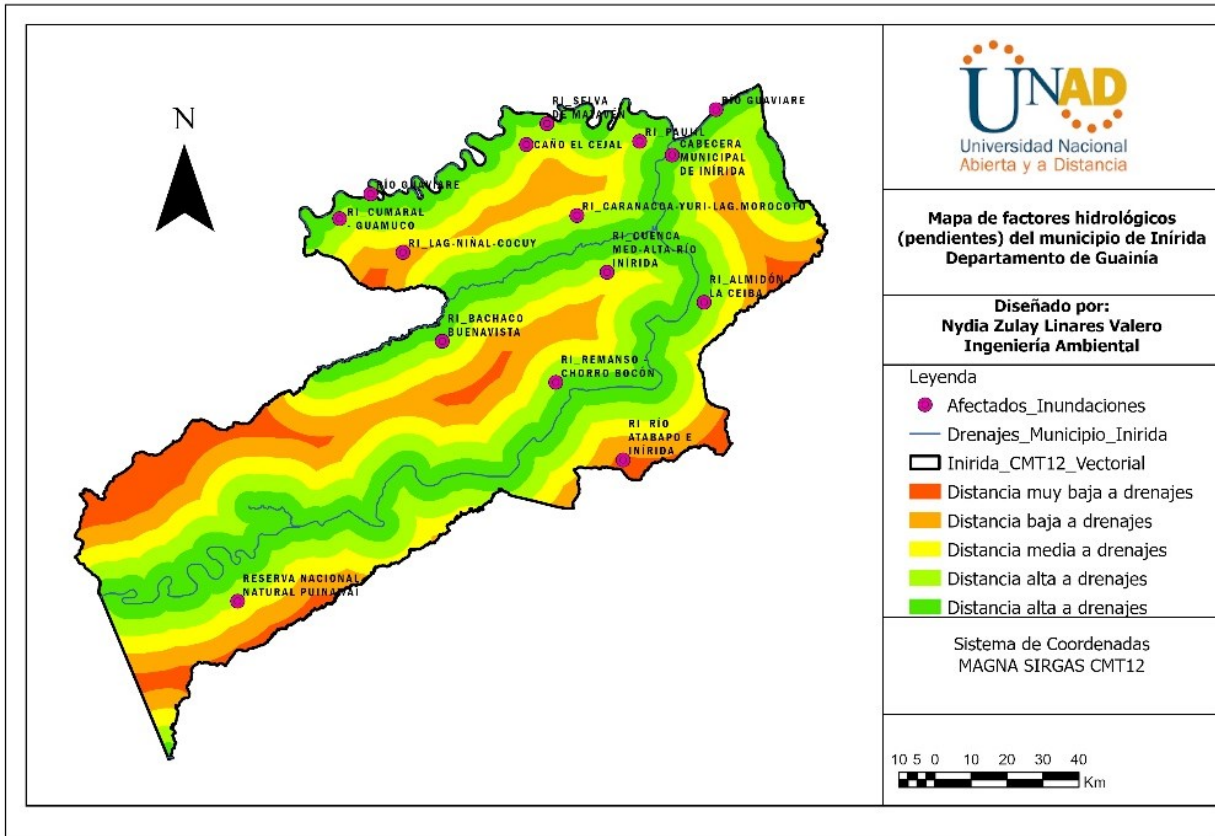 N
RI_SELVA
DE MATAVÉN
RÍO GUAVIARE
CAÑO EL CEJAL
RI_PAUJIL
CABECERA
MUNICIPAL
DE INÍRIDA
RÍO GUAVIARE
RI_CUMARAL
- GUAMUCO
RI_CARANACOA-YURI-LAG.MOROCOTO
RI_LAG-NIÑAL-COCUY
RI_CUENCA
MED-ALTA-RÍO
INÍRIDA
RI_ALMIDÓN
LA CEIBA
RI_BACHACO
BUENAVISTA
RI_REMANSO -
CHORRO BOCÓN
RI_RÍO
ATABAPO E
INÍRIDA
RESERVA NACIONAL
NATURAL PUINAWAI
UNAD
Universidad Nacional
Abierta y a Distancia
Mapa de factores hidrológicos
(pendientes) del municipio de Inírida
Departamento de Guainía
Diseñado por:
Nydia Zulay Linares Valero
Ingeniería Ambiental
Leyenda
Afectados_Inundaciones
Drenajes_Municipio_Inirida
Inirida_CMT12_Vectorial
Distancia muy baja a drenajes
Distancia baja a drenajes
Distancia media a drenajes
Distancia alta a drenajes
Distancia alta a drenajes
Sistema de Coordenadas
MAGNA SIRGAS CMT12
10 5 0 10 20 30 40
Km